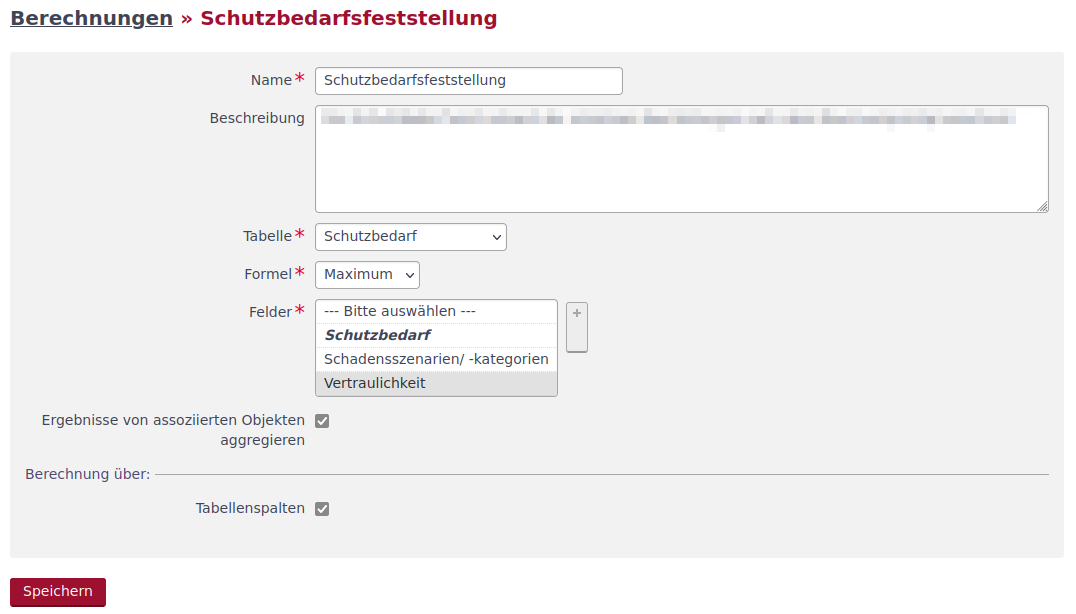 Berechnungen » Schutzbedarfsfeststellung
Name* Schutzbedarfsfeststellung
Beschreibung
Tabelle* Schutzbedarf
Formel* Maximum
Felder* --- Bitte auswählen ---
Schutzbedarf
Schadensszenarien/ -kategorien
Vertraulichkeit
+
Ergebnisse von assoziierten Objekten
aggregieren
Berechnung über:
Tabellenspalten
Speichern